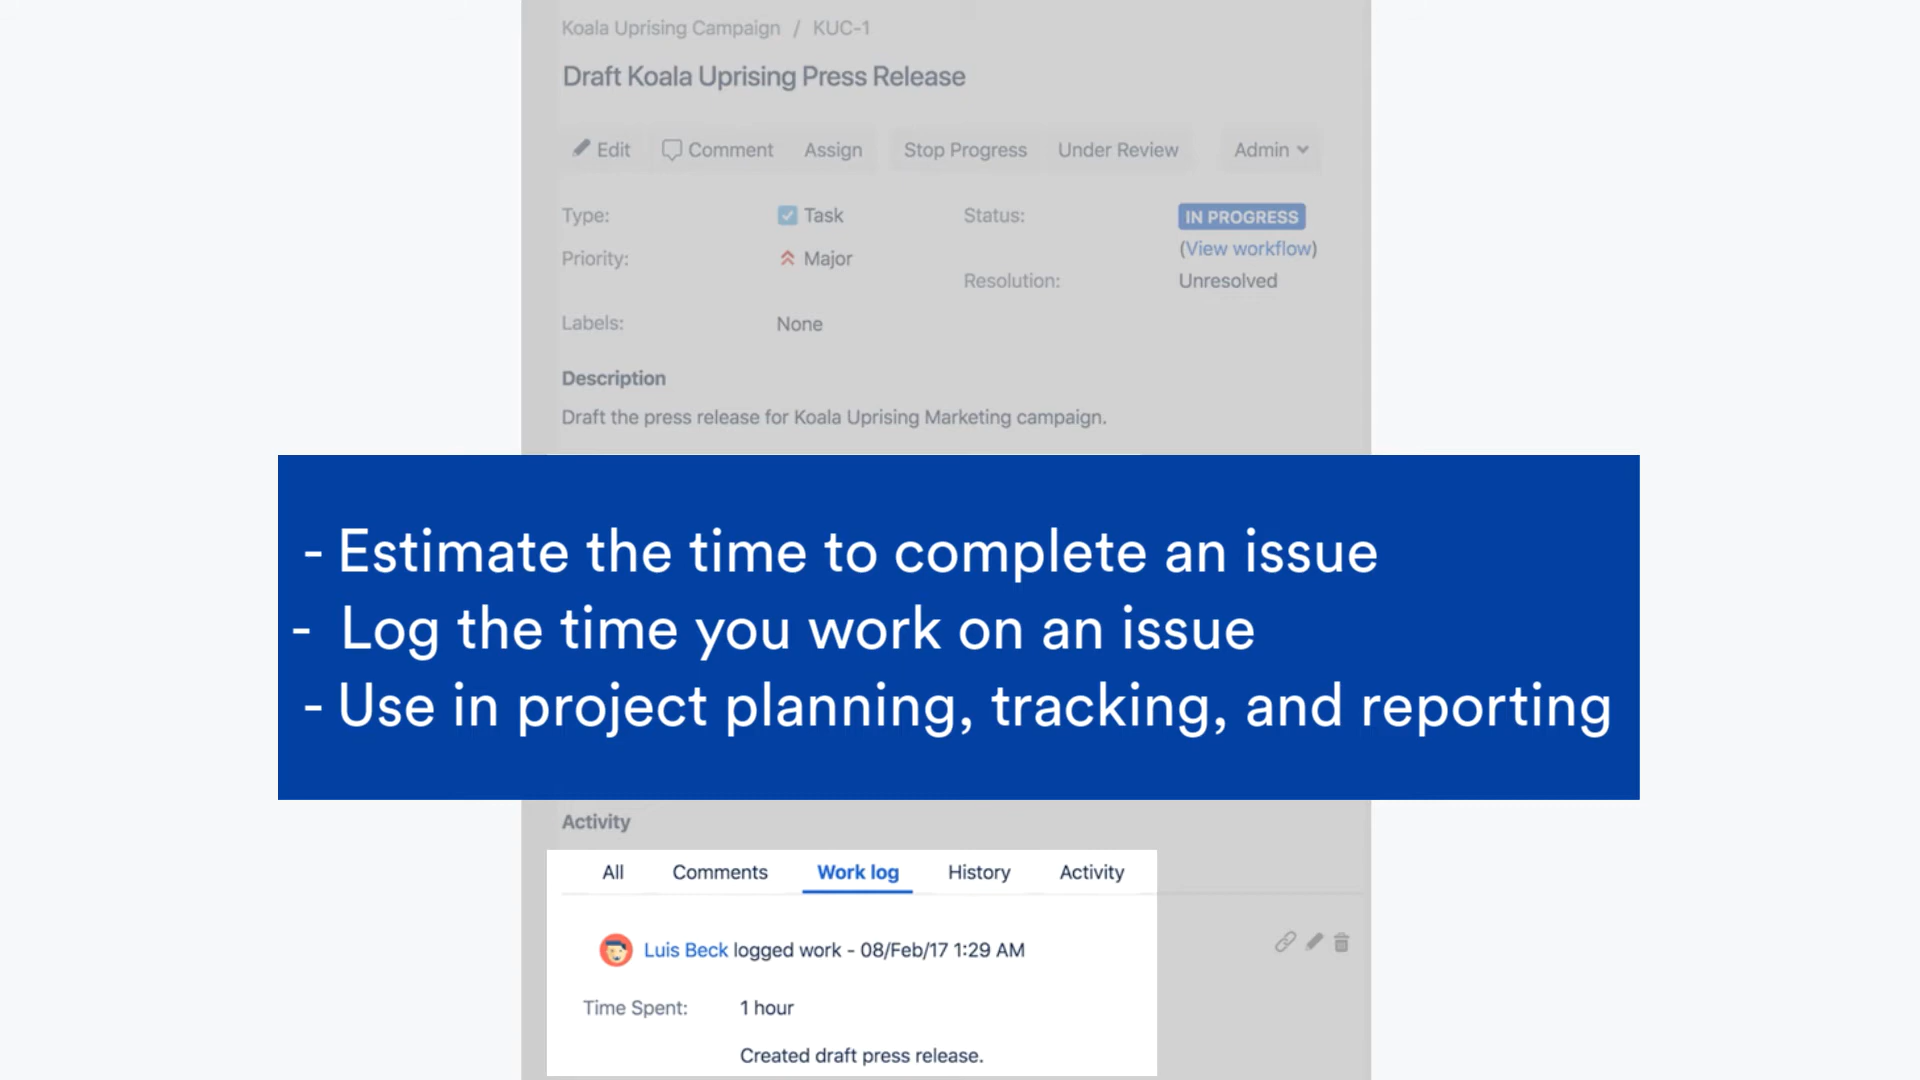 Koala Uprising Campaign / KUC-1
Draft Koala Uprising Press Release
Edit Comment Assign Stop Progress Under Review Admin
Type: Task Status: IN PROGRESS
(View workflow)
Priority: Major
Resolution: Unresolved
Labels: None
Description
Draft the press release for Koala Uprising Marketing campaign.
- Estimate the time to complete an issue
- Log the time you work on an issue
- Use in project planning, tracking, and reporting
Activity
All Comments Work log History Activity
Luis Beck logged work - 08/Feb/17 1:29 AM
Time Spent: 1 hour
Created draft press release.